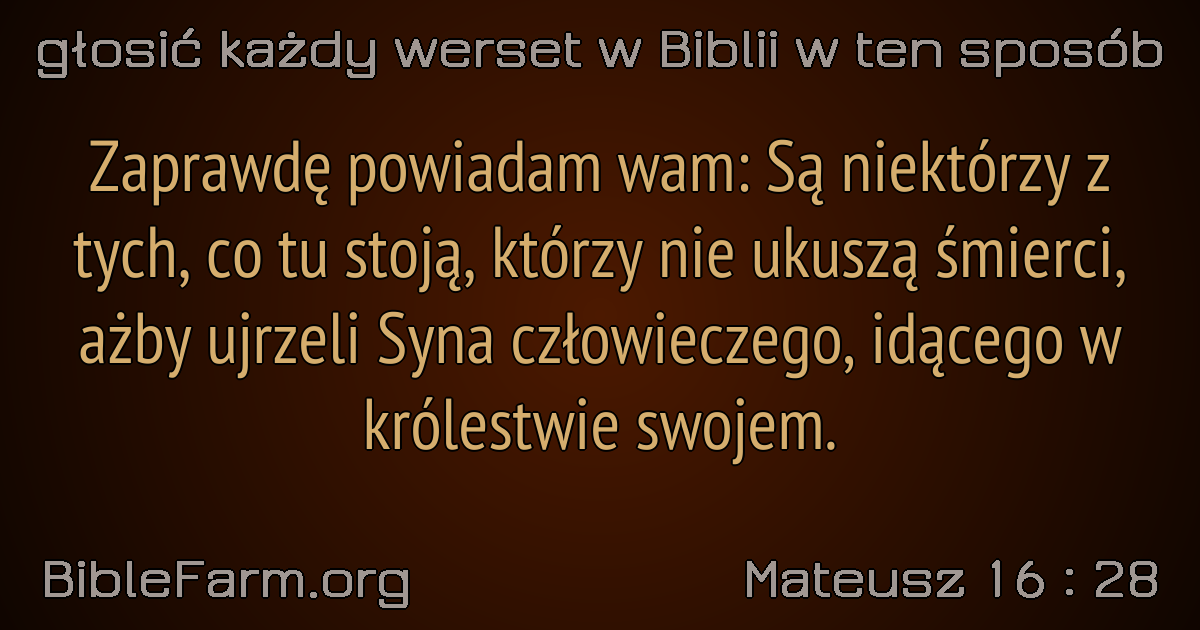 głosić każdy werset w Biblii w ten sposób
Zaprawdę powiadam wam: Są niektórzy z
tych, co tu stoją, którzy nie ukuszą śmierci,
ażby ujrzeli Syna człowieczego, idącego w
królestwie swojem.
BibleFarm.org
Mateusz 16 : 28